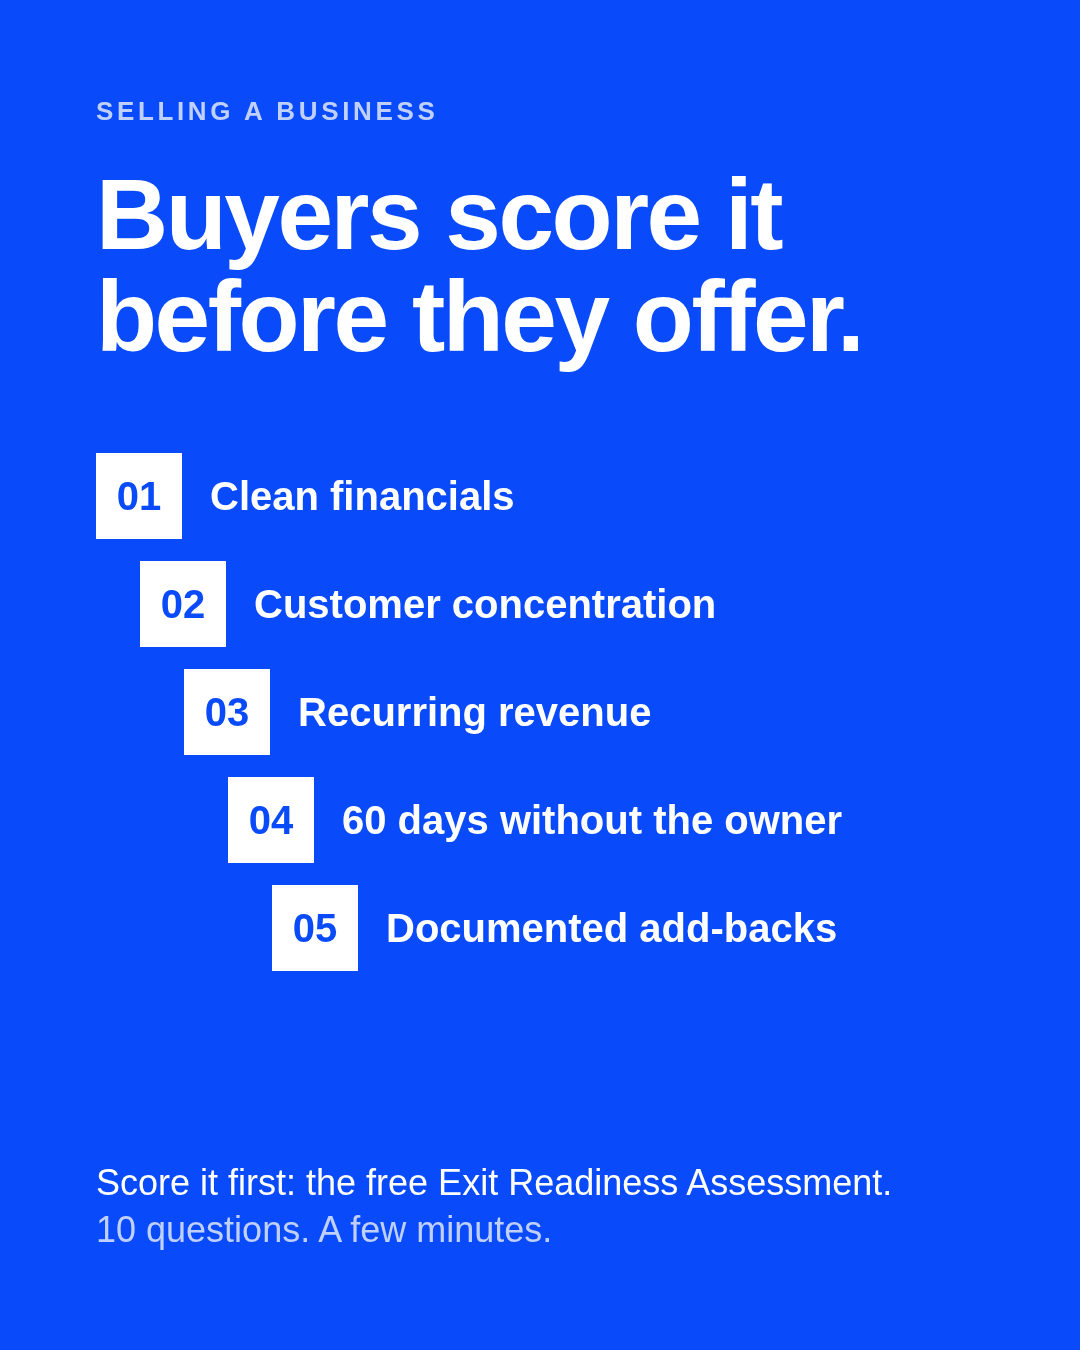 SELLING A BUSINESS
Buyers score it
before they offer.
01 Clean financials
02 Customer concentration
03 Recurring revenue
04 60 days without the owner
05 Documented add-backs
Score it first: the free Exit Readiness Assessment.
10 questions. A few minutes.